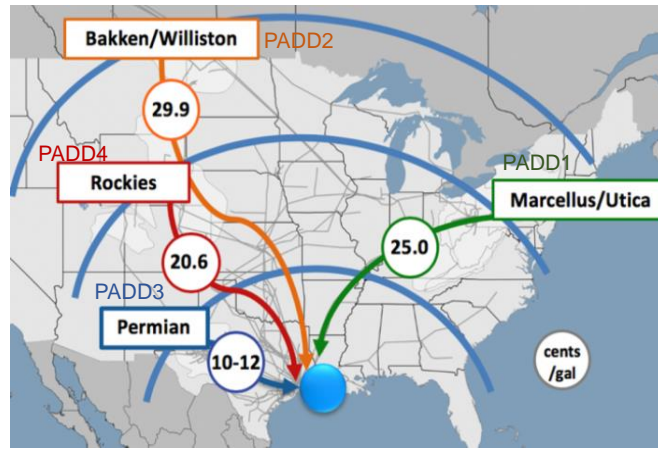 Bakken/Williston
PADD2
29.9
PADD4
Rockies
PADD1
Marcellus/Utica
25.0
20.6
PADD3
Permian
10-12
cents
/gal